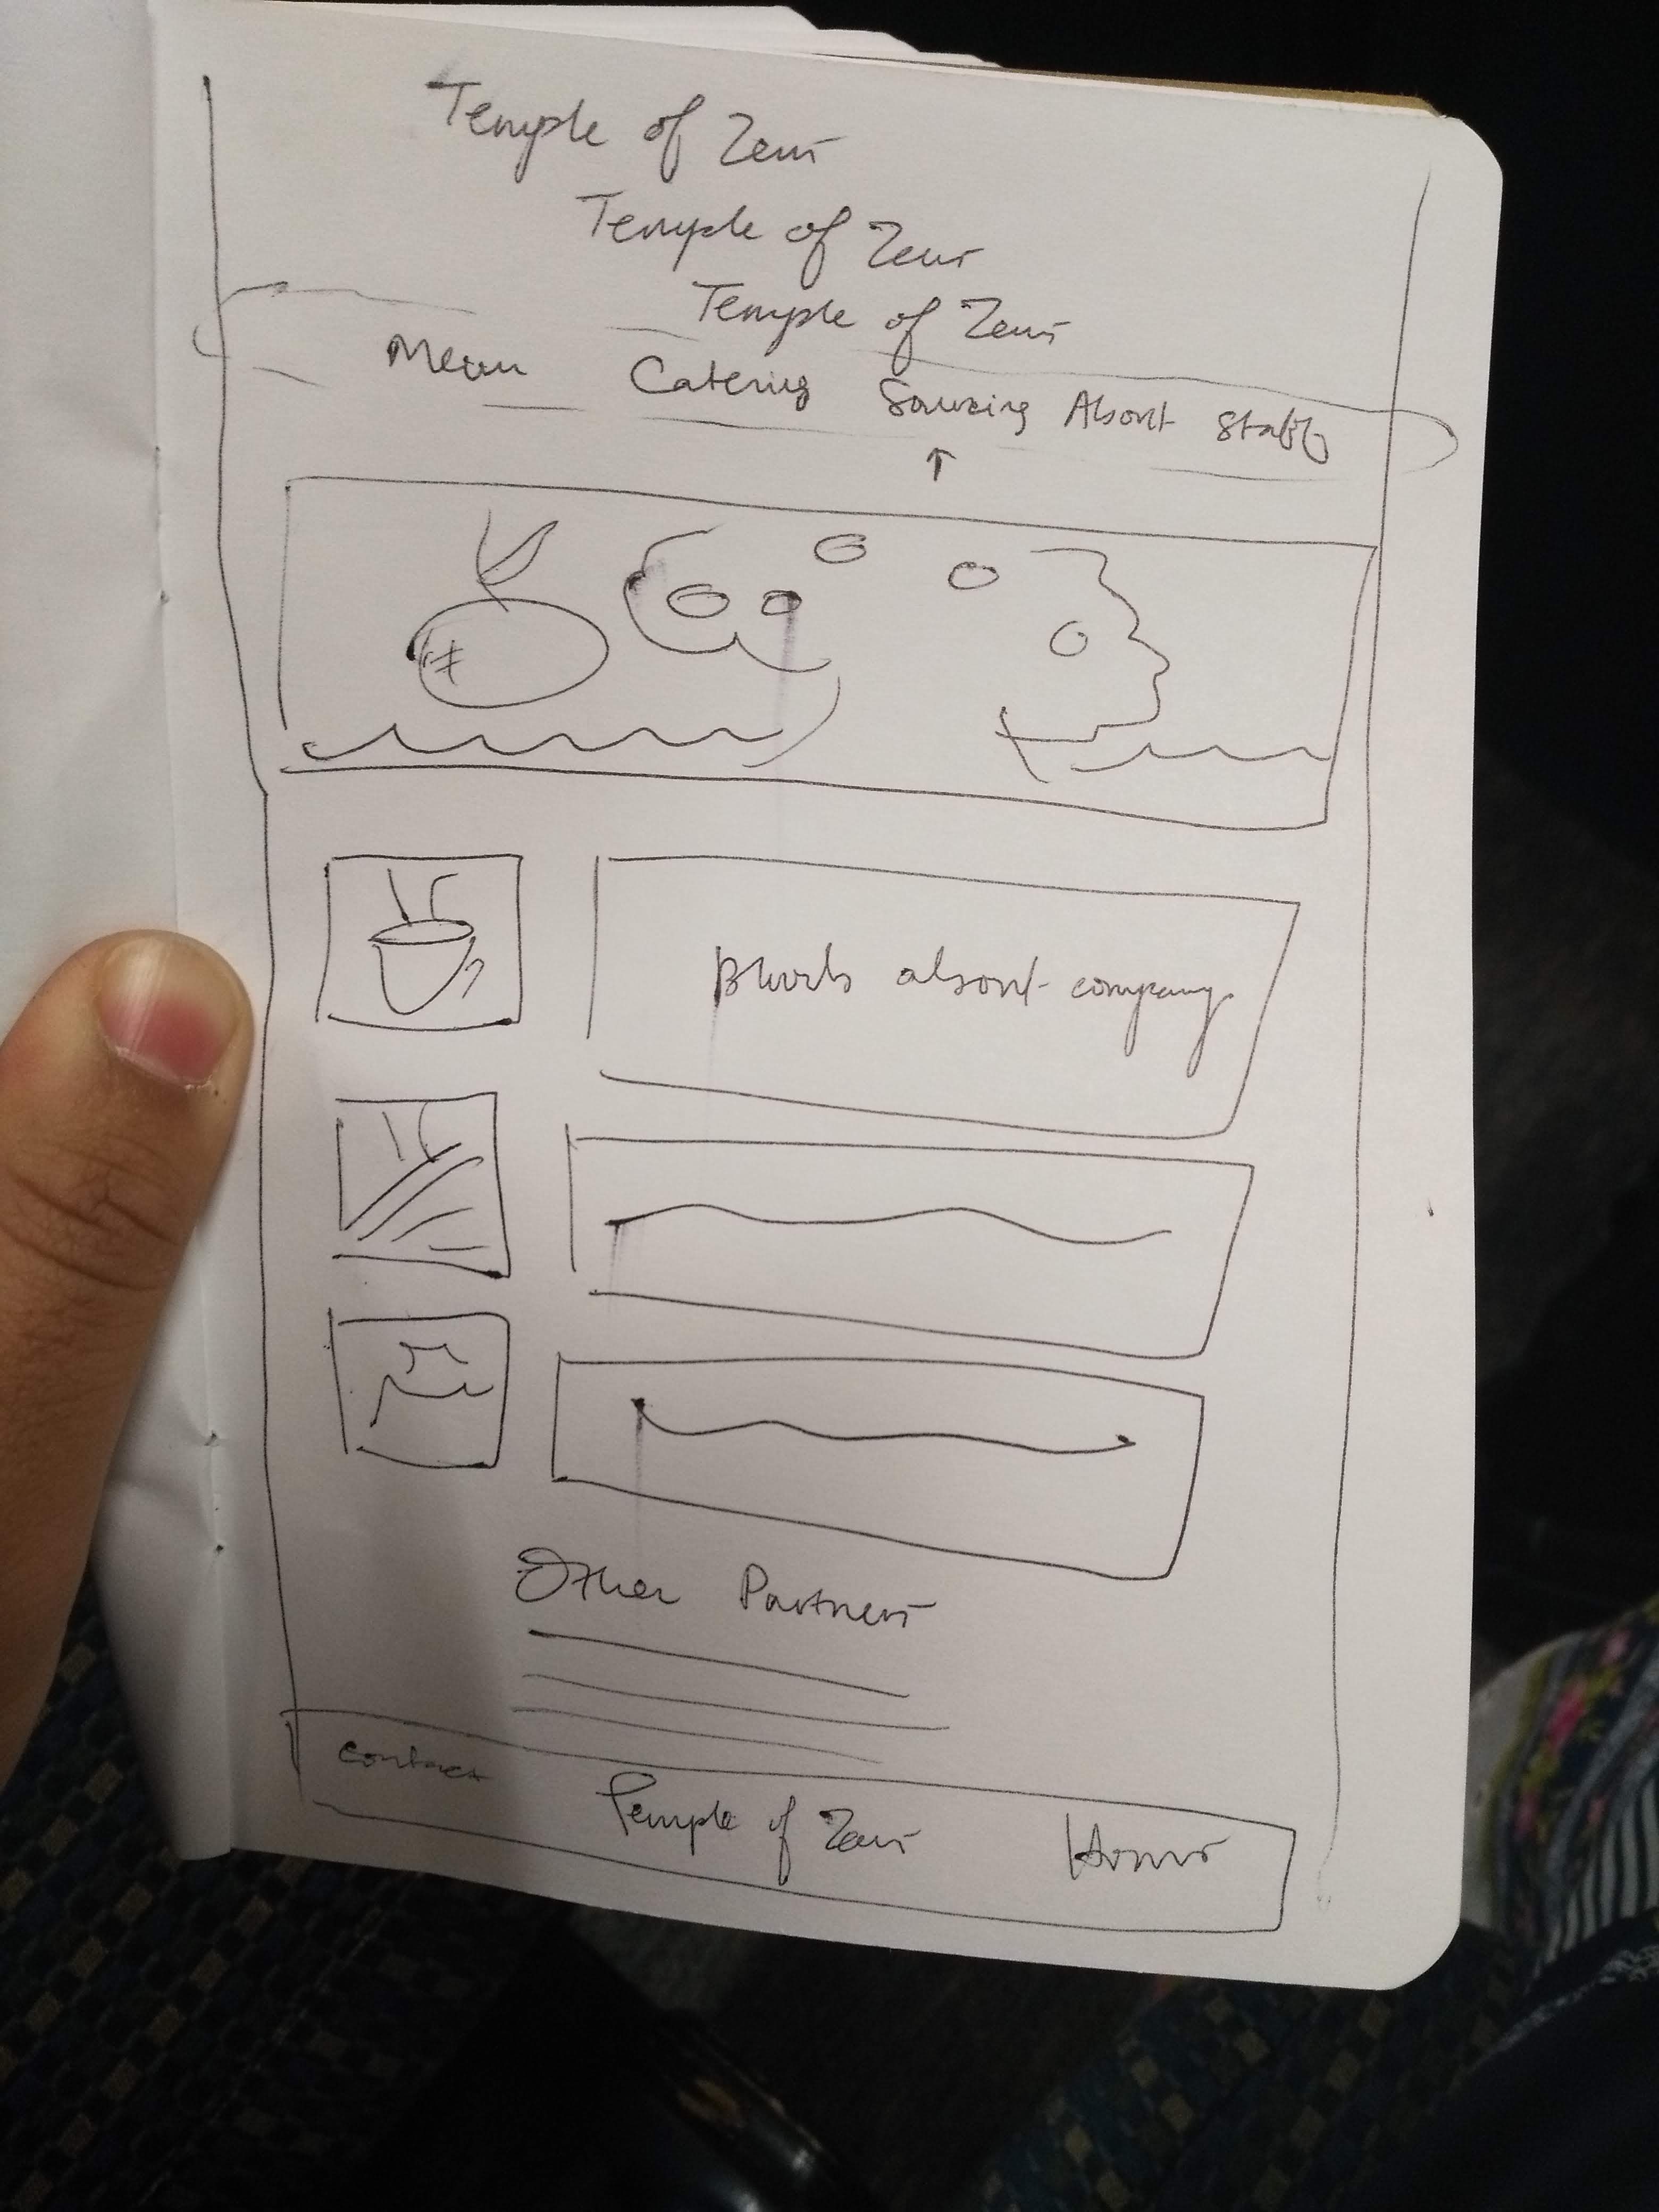 Temple of Zeus
Temple of Zeus
Temple of Zeus
Menu Catering Sourcing About Staff
Blurb about company
Other Partners
contact Temple of Zeus Hours